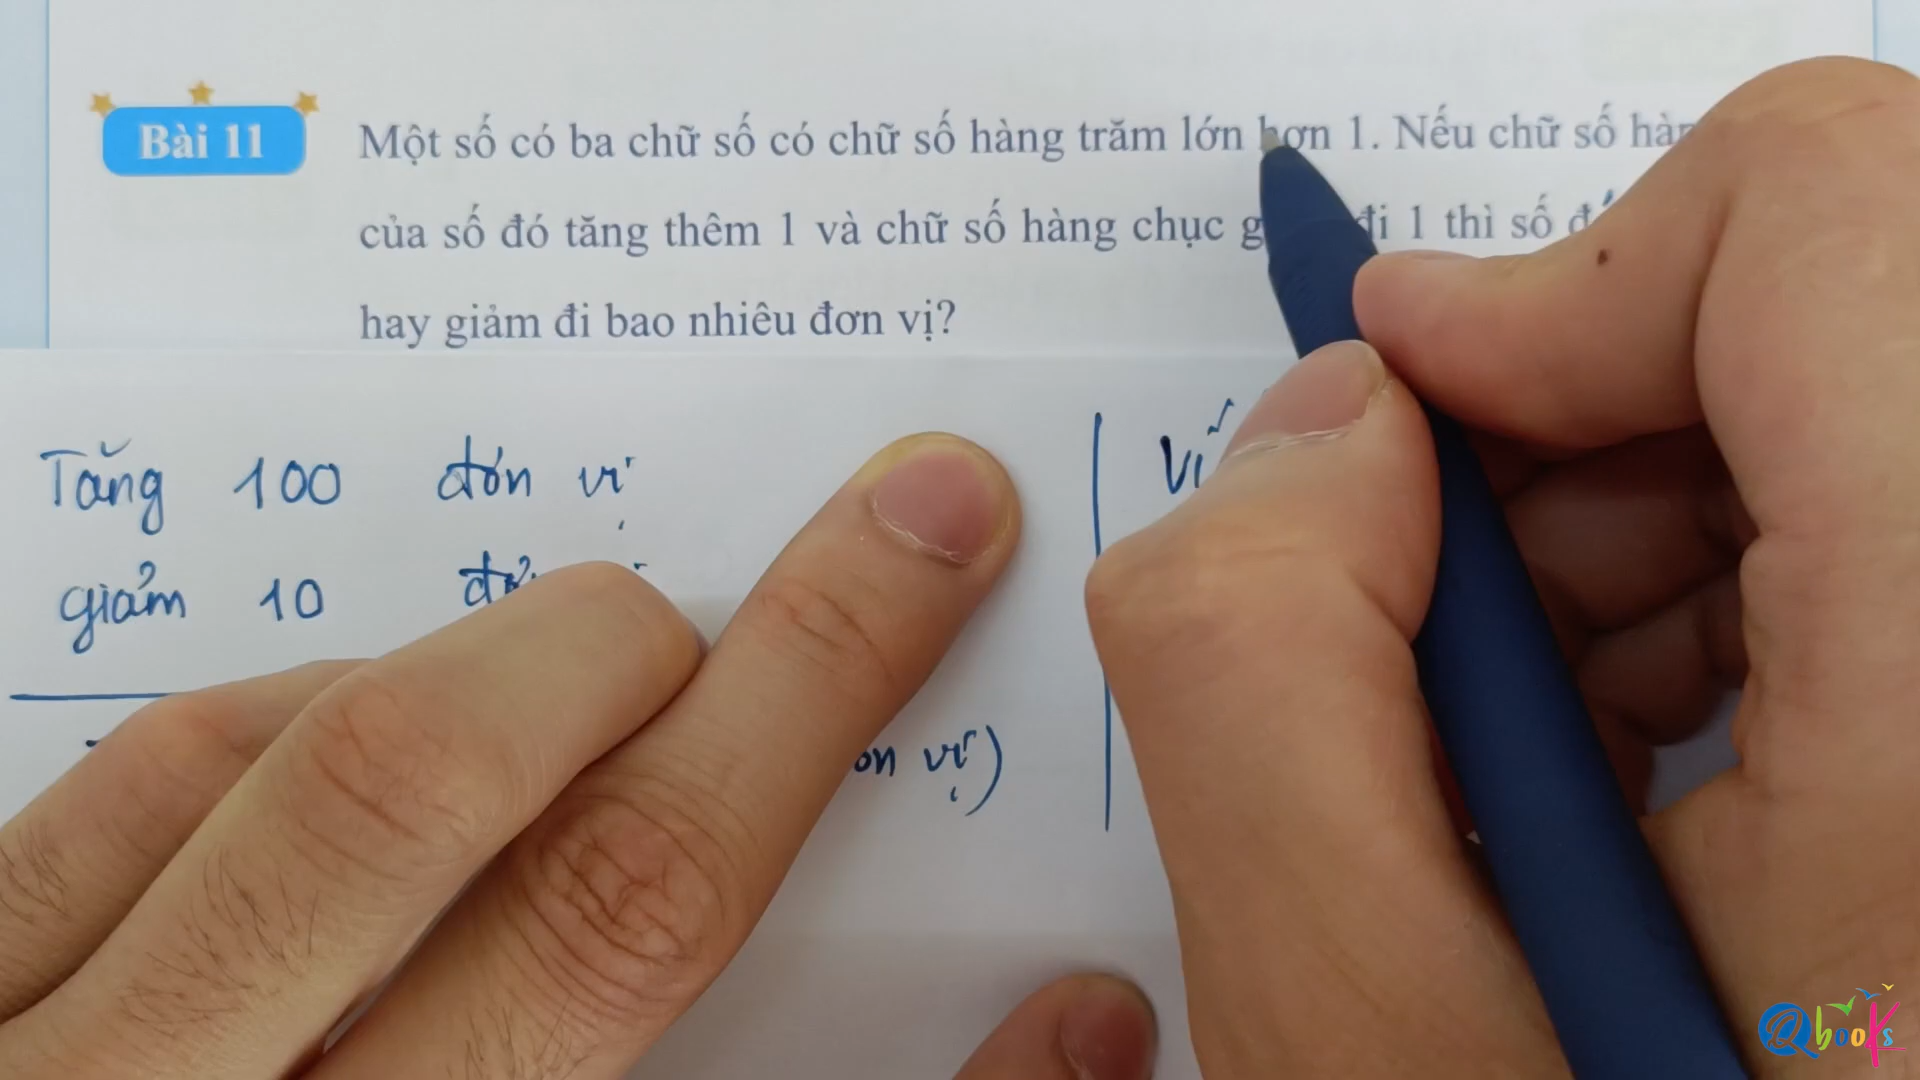 Bài 11
Một số có ba chữ số có chữ số hàng trăm lớn hơn 1. Nếu chữ số
của số đó tăng thêm 1 và chữ số hàng chục đi 1 thì số
hay giảm đi bao nhiêu đơn vị?
Tăng 100 đơn vị
giảm 10
vị)
Qbooks